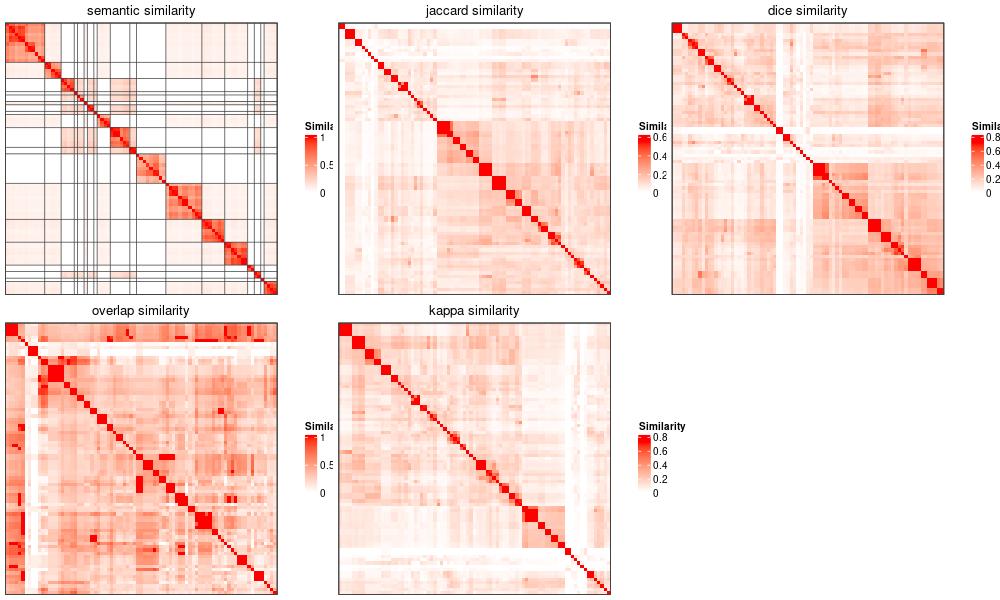 semantic similarity
Simila
1
0.5
0
jaccard similarity
Simila
0.6
0.4
0.2
0
dice similarity
Simila
0.8
0.6
0.4
0.2
0
overlap similarity
Simila
1
0.5
0
kappa similarity
Similarity
0.8
0.6
0.4
0.2
0